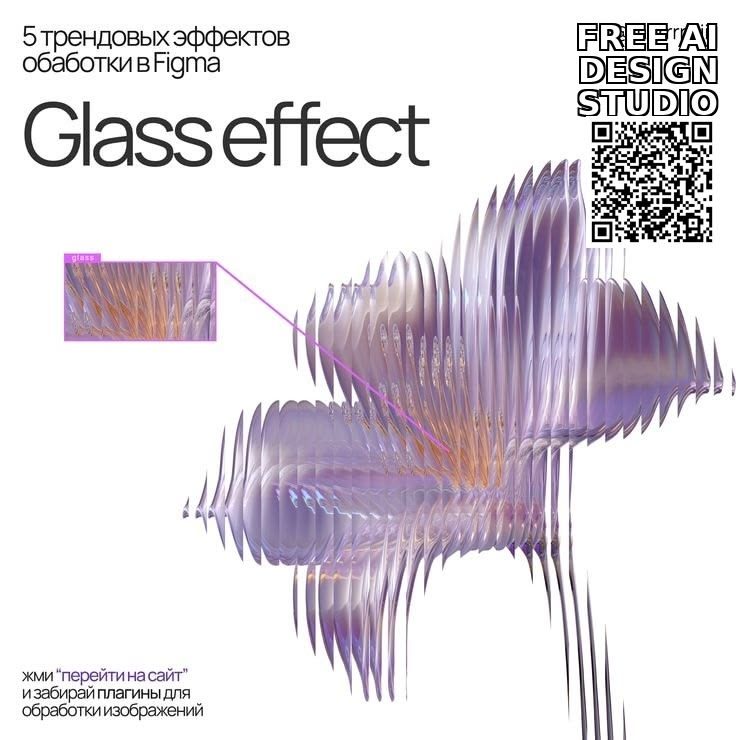 5 трендовых эффектов
обаботки в Figma
FREE AI
DESIGN
STUDIO
Glass effect
glass
жми “перейти на сайт”
и забирай плагины для
обработки изображений